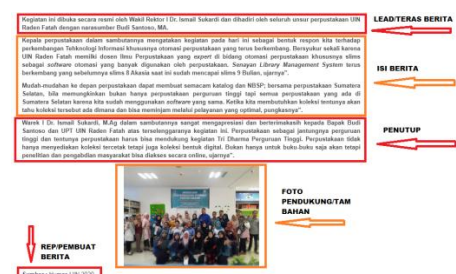 Kegiatan ini dibuka secara resmi oleh Wakil Rektor I Dr. Ismail Sukardi dan dihadiri oleh seluruh unsur perpustakaan UIN
Raden Fatah dengan narasumber Budi Santoso, MA.
LEAD/TERAS BERITA
Kepala perpustakaan dalam sambutannya mengatakan kegiatan pada hari ini sebagai bentuk respon kita terhadap
perkembangan Tehknologi Informasi khususnya otomasi perpustakaan yang terus berkembang. Bersyukur sekali karena
UIN Raden Fatah memiliki dosen Ilmu Perpustakaan yang expert di bidang otomasi perpustakaan khususnya slims
sebagai software otomasi yang banyak digunakan oleh perpustakaan. Senayan Library Management System terus
berkembang yang sebelumnya slims 8 Akasia saat ini sudah mencapai slims 9 Bulian, ujarnya".
ISI BERITA
Mudah-mudahan ke depan perpustakaan dapat membuat semacam katalog dan NBSP; bersama perpustakaan Sumatera
Selatan, bila memungkinkan bukan hanya perpustakaan perguruan tinggi tapi semua perpustakaan yang ada di
Sumatera Selatan karena kita sudah menggunakan software yang sama. Ketika kita membutuhkan koleksi tentunya akan
tahu koleksi tersebut ada dimana dan bisa meminjam melalui pelayanan yang optimal, pungkasnya".
Warek I Dr. Ismail Sukardi, M.Ag dalam sambutannya sangat mengapresiasi dan berterimakasih kepada Bapak Budi
Santoso dan UPT UIN Raden Fatah atas terselenggaranya kegiatan ini. Perpustakaan sebagai jantungnya perguruan
tinggi dan tentunya perpustakaan harus bisa mendukung kegiatan Tri Dharma Perguruan Tinggi. Perpustakaan tidak
hanya menyediakan koleksi tercetak tetapi juga koleksi bentuk digital. Bukan hanya untuk buku-buku saja akan tetapi
penelitian dan pengabdian masyarakat bisa diakses secara online, ujarnya".
PENUTUP
FOTO
PENDUKUNG/TAM
BAHAN
REP/PEMBUAT
BERITA